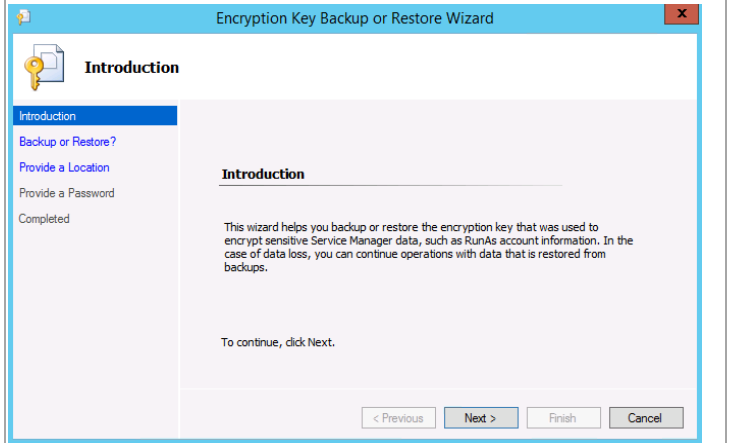 Encryption Key Backup or Restore Wizard
x
Introduction
Introduction
Backup or Restore?
Provide a Location
Provide a Password
Completed
Introduction
This wizard helps you backup or restore the encryption key that was used to
encrypt sensitive Service Manager data, such as RunAs account information. In the
case of data loss, you can continue operations with data that is restored from
backups.
To continue, click Next.
< Previous Next > Finish Cancel